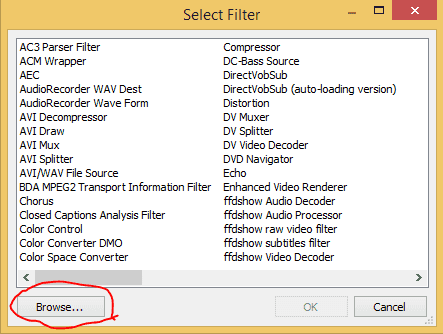 Select Filter
AC3 Parser Filter
ACM Wrapper
AEC
AudioRecorder WAV Dest
AudioRecorder Wave Form
AVI Decompressor
AVI Draw
AVI Mux
AVI Splitter
AVI/WAV File Source
BDA MPEG2 Transport Information Filter
Chorus
Closed Captions Analysis Filter
Color Control
Color Converter DMO
Color Space Converter
Compressor
DC-Bass Source
DirectVobSub
DirectVobSub (auto-loading version)
Distortion
DV Muxer
DV Splitter
DV Video Decoder
DVD Navigator
Echo
Enhanced Video Renderer
ffdshow Audio Decoder
ffdshow Audio Processor
ffdshow raw video filter
ffdshow subtitles filter
ffdshow Video Decoder
Browse...
OK
Cancel